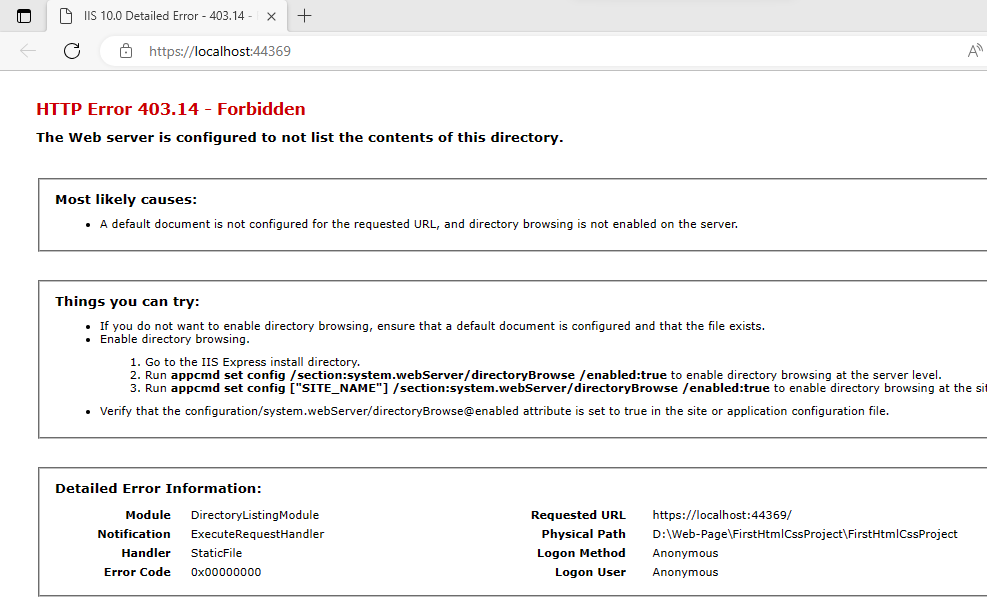 IIS 10.0 Detailed Error - 403.14 -
https://localhost:44369
HTTP Error 403.14 - Forbidden
The Web server is configured to not list the contents of this directory.
Most likely causes:
• A default document is not configured for the requested URL, and directory browsing is not enabled on the server.
Things you can try:
• If you do not want to enable directory browsing, ensure that a default document is configured and that the file exists.
• Enable directory browsing.
1. Go to the IIS Express install directory.
2. Run appcmd set config /section:system.webServer/directoryBrowse /enabled:true to enable directory browsing at the server level.
3. Run appcmd set config ["SITE_NAME"] /section:system.webServer/directoryBrowse /enabled:true to enable directory browsing at the sit
• Verify that the configuration/system.webServer/directoryBrowse@enabled attribute is set to true in the site or application configuration file.
Detailed Error Information:
Module DirectoryListingModule
Notification ExecuteRequestHandler
Handler StaticFile
Error Code 0x00000000
Requested URL https://localhost:44369/
Physical Path D:\Web-Page\FirstHtmlCssProject\FirstHtmlCssProject
Logon Method Anonymous
Logon User Anonymous